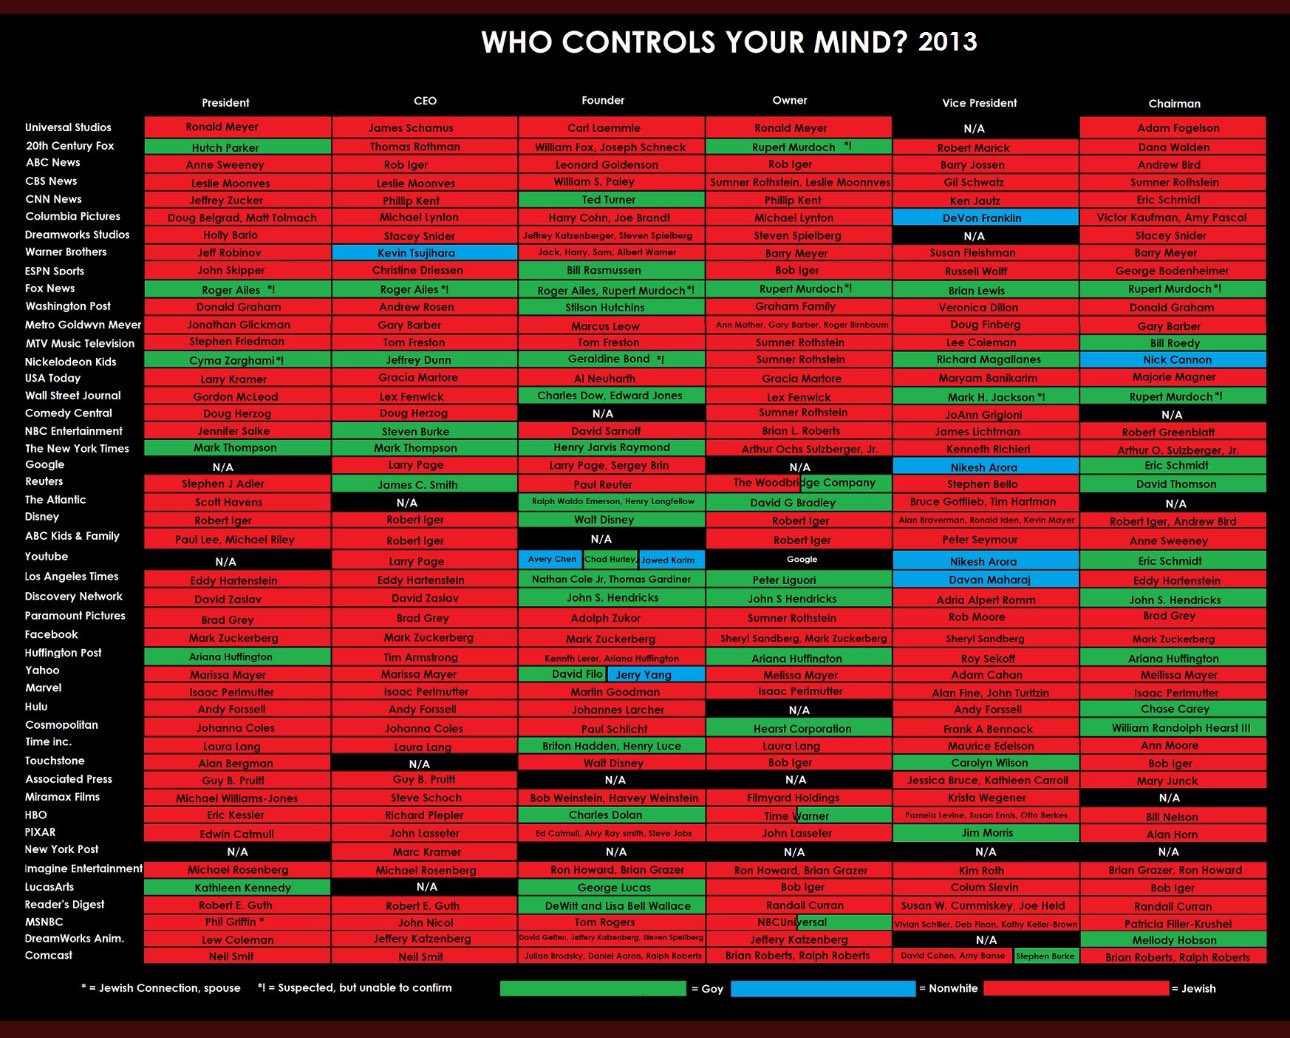 WHO CONTROLS YOUR MIND? 2013
President CEO Founder Owner Vice President Chairman
Universal Studios Ronald Meyer James Schamus Carl Laemmle Ronald Meyer N/A Adam Fogelson
20th Century Fox Hutch Parker Thomas Rothman William Fox, Joseph Schneck Rupert Murdoch *! Robert Marick Dana Walden
ABC News Anne Sweeney Rob Iger Leonard Goldenson Rob Iger Barry Jossen Andrew Bird
CBS News Leslie Moonves Leslie Moonves William S. Paley Sumner Rothstein, Leslie Moonnves Gil Schwatz Sumner Rothstein
CNN News Jeffrey Zucker Phillip Kent Ted Turner Phillip Kent Ken Jautz Eric Schmidt
Columbia Pictures Doug Belgrad, Matt Tolmach Michael Lynton Harry Cohn, Joe Brandt Michael Lynton DeVon Franklin Victor Kaufman, Amy Pascal
Dreamworks Studios Holly Bario Stacey Snider Jeffrey Katzenberger, Steven Spielberg Steven Spielberg N/A Stacey Snider
Warner Brothers Jeff Robinov Kevin Tsujihara Jack, Harry, Sam, Albert Warner Barry Meyer Susan Fleishman Barry Meyer
ESPN Sports John Skipper Christine Driessen Bill Rasmussen Bob Iger Russell Wolff George Bodenheimer
Fox News Roger Ailes *! Roger Ailes *! Roger Ailes, Rupert Murdoch *! Rupert Murdoch *! Brian Lewis Rupert Murdoch *!
Washington Post Donald Graham Andrew Rosen Stilson Hutchins Graham Family Veronica Dillon Donald Graham
Metro Goldwyn Meyer Jonathan Glickman Gary Barber Marcus Leow Ann Mather, Gary Barber, Roger Birnbaum Doug Finberg Gary Barber
MTV Music Television Stephen Friedman Tom Freston Tom Freston Sumner Rothstein Lee Coleman Bill Roedy
Nickelodeon Kids Cyma Zarghami *! Jeffrey Dunn Geraldine Bond *! Sumner Rothstein Richard Magallanes Nick Cannon
USA Today Larry Kramer Gracia Martore Al Neuharth Gracia Martore Maryam Banikarim Majorie Magner
Wall Street Journal Gordon McLeod Lex Fenwick Charles Dow, Edward Jones Lex Fenwick Mark H. Jackson *! Rupert Murdoch *!
Comedy Central Doug Herzog Doug Herzog N/A Sumner Rothstein JoAnn Grigioni N/A
NBC Entertainment Jennifer Salke Steven Burke David Sarnoff Brian L. Roberts James Lichtman Robert Greenblatt
The New York Times Mark Thompson Mark Thompson Henry Jarvis Raymond Arthur Ochs Sulzberger, Jr. Kenneth Richieri Arthur O. Sulzberger, Jr.
Google N/A Larry Page Larry Page, Sergey Brin N/A Nikesh Arora Eric Schmidt
Reuters Stephen J Adler James C. Smith Paul Reuter The Woodbridge Company Stephen Bello David Thomson
The Atlantic Scott Havens N/A Ralph Waldo Emerson, Henry Longfellow David G Bradley Bruce Gottlieb, Tim Hartman N/A
Disney Robert Iger Robert Iger Walt Disney Robert Iger Alan Braverman, Ronald Iden, Kevin Mayer Robert Iger, Andrew Bird
ABC Kids & Family Paul Lee, Michael Riley Robert Iger N/A Robert Iger Peter Seymour Anne Sweeney
Youtube N/A Larry Page Avery Chen Chad Hurley, Jawed Karim Google Nikesh Arora Eric Schmidt
Los Angeles Times Eddy Hartenstein Eddy Hartenstein Nathan Cole Jr, Thomas Gardiner Peter Liguori Davan Maharaj Eddy Hartenstein
Discovery Network David Zaslav David Zaslav John S. Hendricks John S Hendricks Adria Alpert Romm John S. Hendricks
Paramount Pictures Brad Grey Brad Grey Adolph Zukor Sumner Rothstein Rob Moore Brad Grey
Facebook Mark Zuckerberg Mark Zuckerberg Mark Zuckerberg Sheryl Sandberg, Mark Zuckerberg Sheryl Sandberg Mark Zuckerberg
Huffington Post Ariana Huffington Tim Armstrong Kennth Lerer, Ariana Huffington Ariana Huffinaton Roy Sekoff Ariana Huffington
Yahoo Marissa Mayer Marissa Mayer David Filo Jerry Yang Melissa Mayer Adam Cahan Mellissa Mayer
Marvel Isaac Perlmutter Isaac Perlmutter Martin Goodman Isaac Perlmutter Alan Fine, John Turitzin Isaac Perlmutter
Hulu Andy Forssell Andy Forssell Johannes Larcher N/A Andy Forssell Chase Carey
Cosmopolitan Johanna Coles Johanna Coles Paul Schlicht Hearst Corporation Frank A Bennack William Randolph Hearst III
Time inc. Laura Lang Laura Lang Briton Hadden, Henry Luce Laura Lang Maurice Edelson Ann Moore
Touchstone Alan Bergman N/A Walt Disney Bob Iger Carolyn Wilson Bob Iger
Associated Press Guy B. Pruitt Guy B. Pruitt N/A N/A Jessica Bruce, Kathleen Carroll Mary Junck
Miramax Films Michael Williams-Jones Steve Schoch Bob Weinstein, Harvey Weinstein Filmyard Holdings Krista Wegener N/A
HBO Eric Kessler Richard Plepler Charles Dolan Time Warner Pamela Levine, Susan Ennis, Otto Berkes Bill Nelson
PIXAR Edwin Catmull John Lasseter Ed Catmull, Alvy Ray smith, Steve Jobs John Lasseter Jim Morris Alan Horn
New York Post N/A Marc Kramer N/A N/A N/A N/A
Imagine Entertainment Michael Rosenberg Michael Rosenberg Ron Howard, Brian Grazer Ron Howard, Brian Grazer Kim Roth Brian Grazer, Ron Howard
LucasArts Kathleen Kennedy N/A George Lucas Bob Iger Colum Slevin Bob Iger
Reader's Digest Robert E. Guth Robert E. Guth DeWitt and Lisa Bell Wallace Randall Curran Susan W. Cummiskey, Joe Held Randall Curran
MSNBC Phil Griffin * John Nicol Tom Rogers NBCUniversal Vivian Schiller, Deb Finan, Kathy Keller-Brown Patricia Filler-Krushel
DreamWorks Anim. Lew Coleman Jeffery Katzenberg David Geffen, Jeffery Katzenberg, Steven Spellberg Jeffery Katzenberg N/A Mellody Hobson
Comcast Neil Smit Neil Smit Julian Brodsky, Daniel Aaron, Ralph Roberts Brian Roberts, Ralph Roberts David Cohen, Amy Banse Stephen Burke Brian Roberts, Ralph Roberts
* = Jewish Connection, spouse *! = Suspected, but unable to confirm = Goy = Nonwhite = Jewish